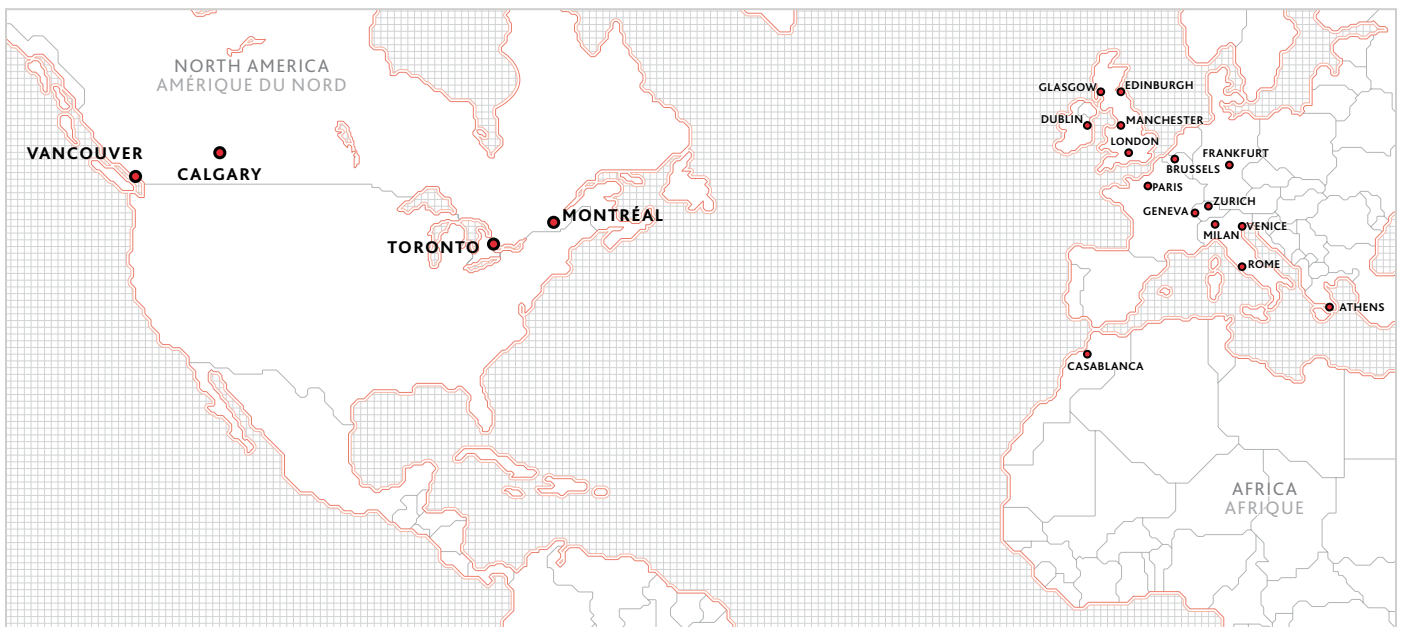 NORTH AMERICA
AMÉRIQUE DU NORD
VANCOUVER
CALGARY
TORONTO
MONTRÉAL
GLASGOW
EDINBURGH
DUBLIN
MANCHESTER
LONDON
BRUSSELS
FRANKFURT
PARIS
ZURICH
GENEVA
MILAN
VENICE
ROME
ATHENS
CASABLANCA
AFRICA
AFRIQUE